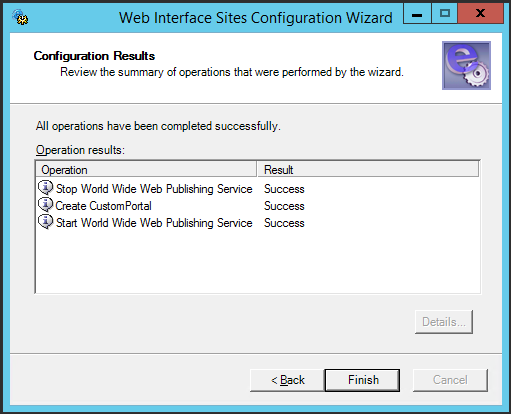 Web Interface Sites Configuration Wizard
Configuration Results
Review the summary of operations that were performed by the wizard.
All operations have been completed successfully.
Operation results:
Operation Result
Stop World Wide Web Publishing Service Success
Create CustomPortal Success
Start World Wide Web Publishing Service Success
Details...
< Back Finish Cancel